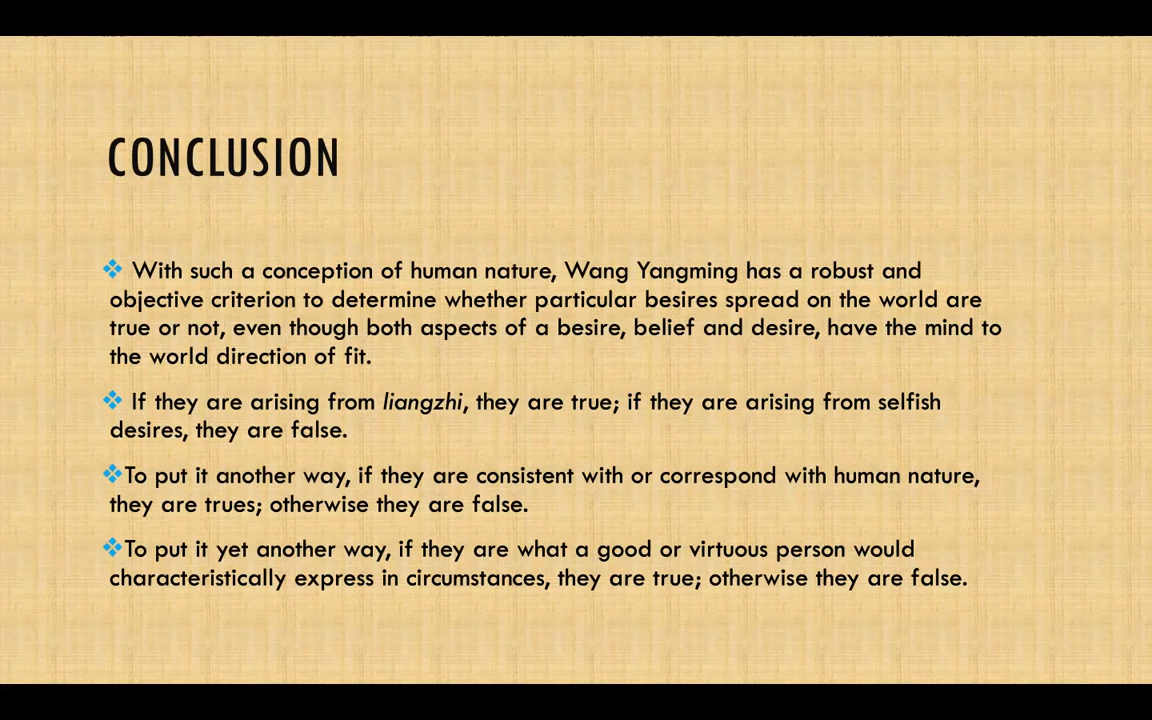 CONCLUSION
❖ With such a conception of human nature, Wang Yangming has a robust and
objective criterion to determine whether particular besires spread on the world are
true or not, even though both aspects of a besire, belief and desire, have the mind to
the world direction of fit.
❖ If they are arising from liangzhi, they are true; if they are arising from selfish
desires, they are false.
❖To put it another way, if they are consistent with or correspond with human nature,
they are trues; otherwise they are false.
❖To put it yet another way, if they are what a good or virtuous person would
characteristically express in circumstances, they are true; otherwise they are false.